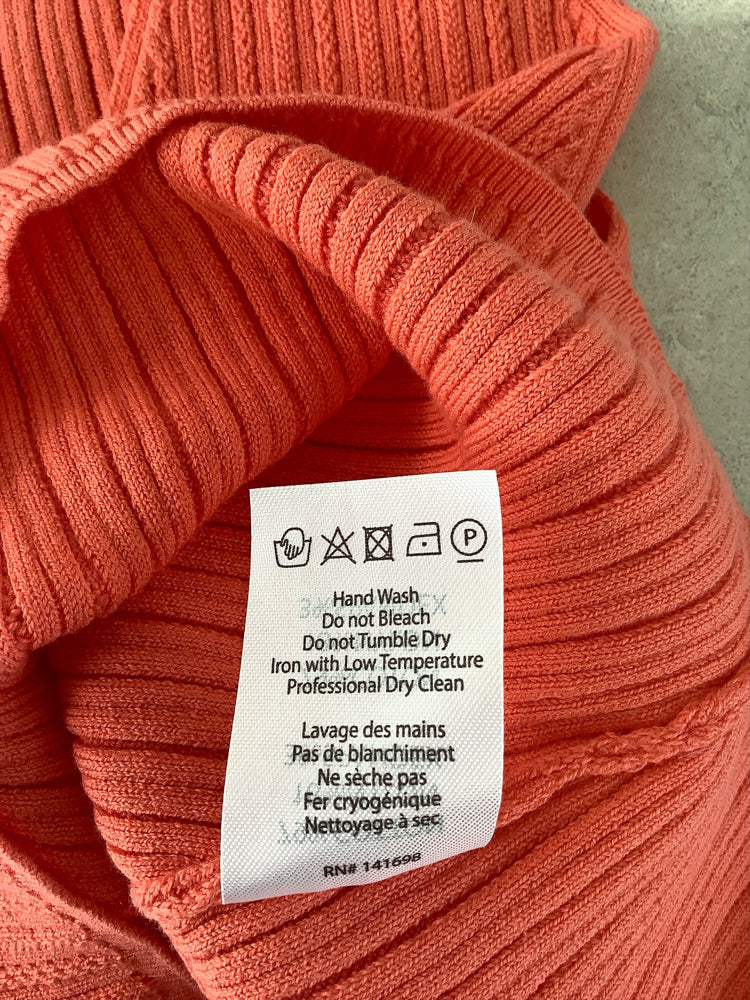 P
Hand Wash
Do not Bleach
Do not Tumble Dry
Iron with Low Temperature
Professional Dry Clean
Lavage des mains
Pas de blanchiment
Ne sèche pas
Fer cryogénique
Nettoyage à sec
RN# 141698